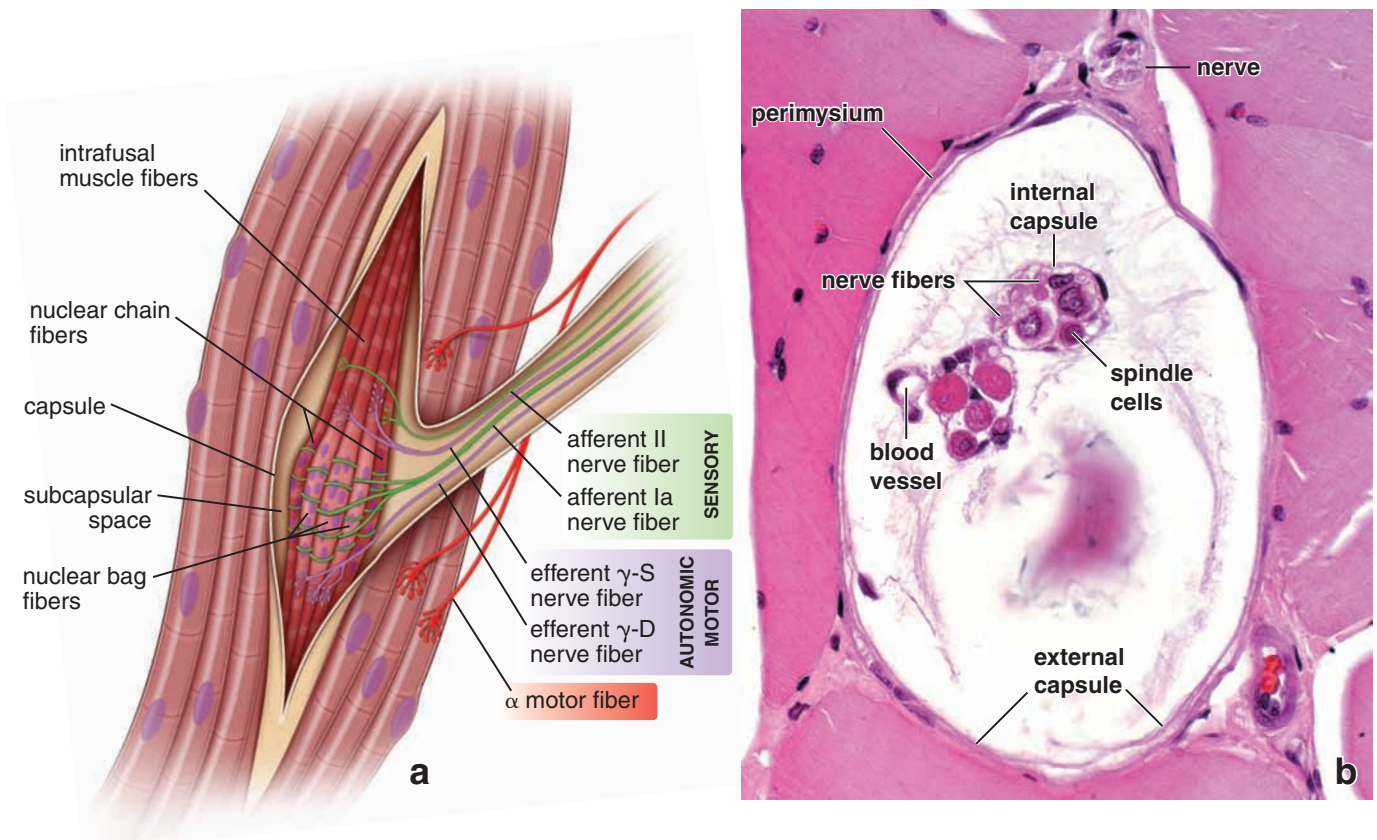 intrafusal
muscle fibers
nuclear chain
fibers
capsule
subcapsular
space
nuclear bag
fibers
afferent II
nerve fiber
afferent Ia
nerve fiber
SENSORY
efferent γ-S
nerve fiber
efferent γ-D
nerve fiber
AUTONOMIC
MOTOR
α motor fiber
a
nerve
perimysium
internal
capsule
nerve fibers
spindle
cells
blood
vessel
external
capsule
b